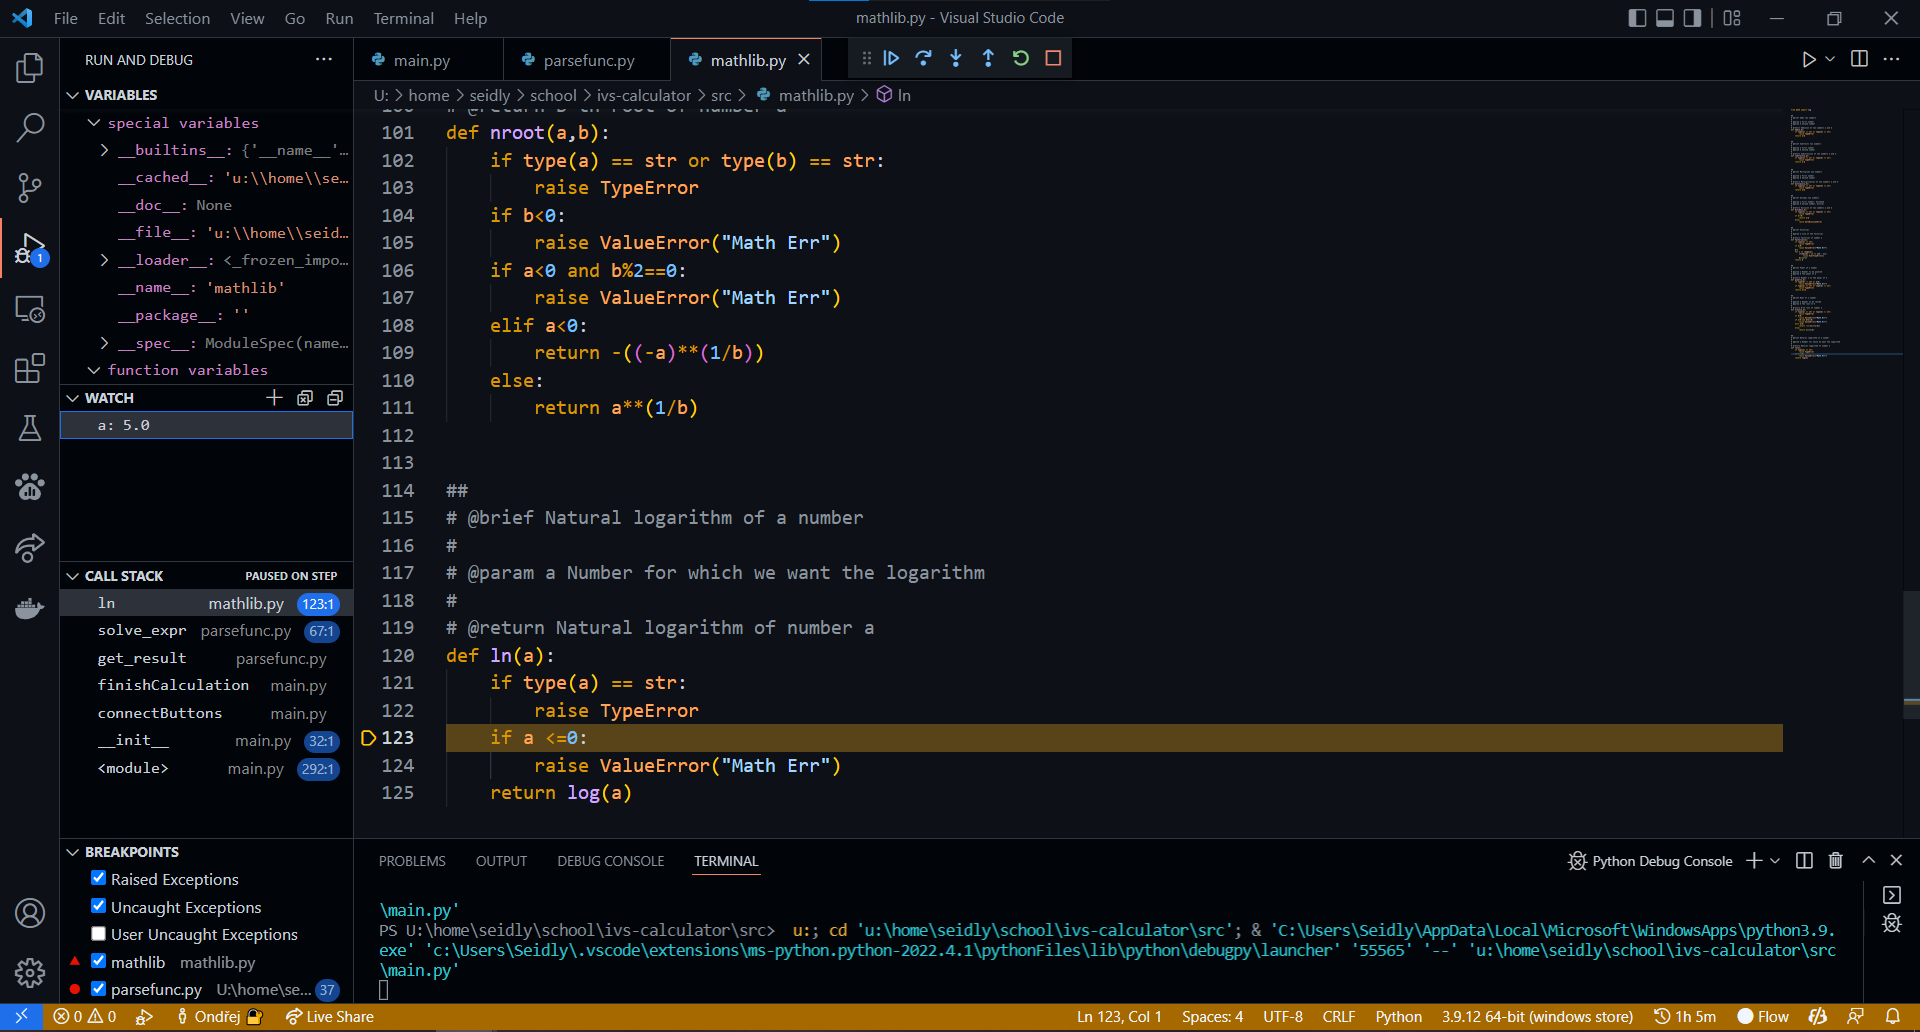 File Edit Selection View Go Run Terminal Help
mathlib.py - Visual Studio Code
RUN AND DEBUG
main.py
parsefunc.py
mathlib.py
U: > home > seidly > school > ivs-calculator > src > mathlib.py > ln
VARIABLES
special variables
__builtins__: {'__name__'...
__cached__: 'u:\\home\\se...
__doc__: None
__file__: 'u:\\home\\seid...
__loader__: <_frozen_impo...
__name__: 'mathlib'
__package__: ''
__spec__: ModuleSpec(name...
function variables
WATCH
a: 5.0
CALL STACK PAUSED ON STEP
ln mathlib.py 123:1
solve_expr parsefunc.py 67:1
get_result parsefunc.py
finishCalculation main.py
connectButtons main.py
__init__ main.py 32:1
<module> main.py 292:1
BREAKPOINTS
Raised Exceptions
Uncaught Exceptions
User Uncaught Exceptions
mathlib mathlib.py
parsefunc.py U:\home\se... 37
1
100 # @return b-th root of number a
101 def nroot(a,b):
102 if type(a) == str or type(b) == str:
103 raise TypeError
104 if b<0:
105 raise ValueError("Math Err")
106 if a<0 and b%2==0:
107 raise ValueError("Math Err")
108 elif a<0:
109 return -((-a)**(1/b))
110 else:
111 return a**(1/b)
112
113
114 ##
115 # @brief Natural logarithm of a number
116 #
117 # @param a Number for which we want the logarithm
118 #
119 # @return Natural logarithm of number a
120 def ln(a):
121 if type(a) == str:
122 raise TypeError
123 if a <=0:
124 raise ValueError("Math Err")
125 return log(a)
PROBLEMS OUTPUT DEBUG CONSOLE TERMINAL
Python Debug Console
\main.py'
PS U:\home\seidly\school\ivs-calculator\src>  u:; cd 'u:\home\seidly\school\ivs-calculator\src'; & 'C:\Users\Seidly\AppData\Local\Microsoft\WindowsApps\python3.9.
exe' 'c:\Users\Seidly\.vscode\extensions\ms-python.python-2022.4.1\pythonFiles\lib\python\debugpy\launcher' '55565' '--' 'u:\home\seidly\school\ivs-calculator\src
\main.py'
0 0 Ondřej Live Share Ln 123, Col 1 Spaces: 4 UTF-8 CRLF Python 3.9.12 64-bit (windows store) 1h 5m Flow